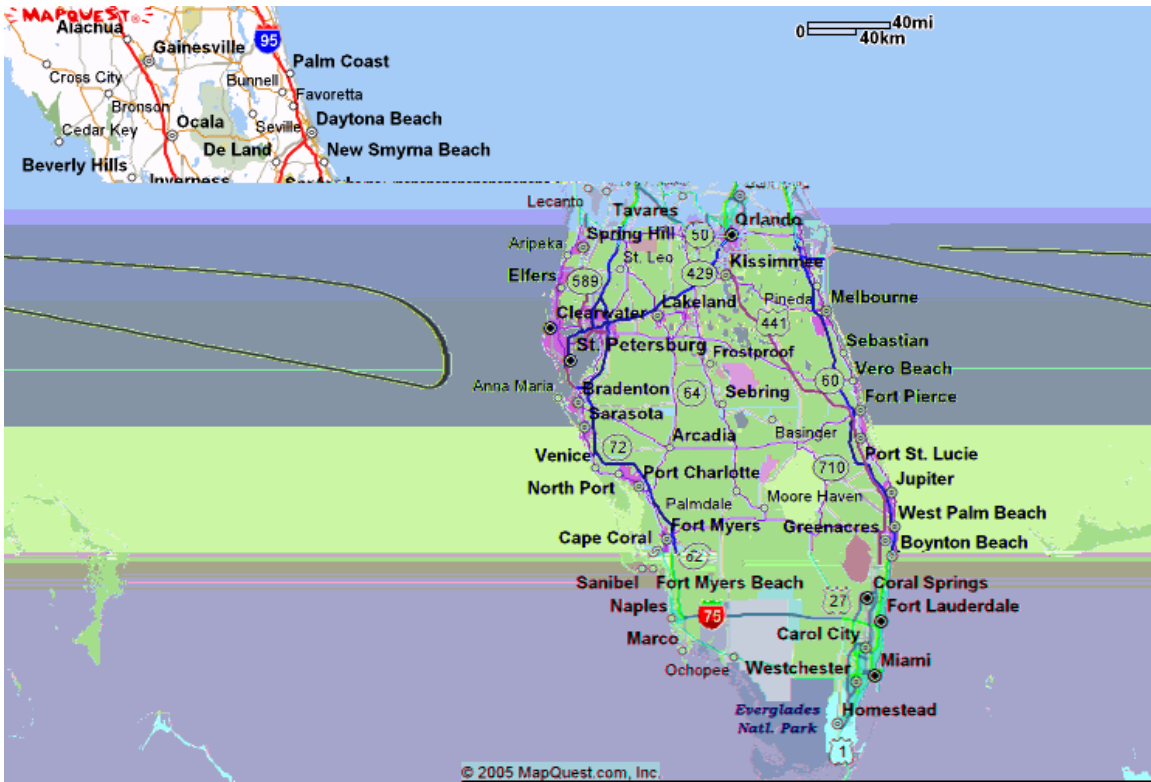 MAPQUEST
40mi
0
40km
Alachua
95
Gainesville
Palm Coast
Cross City
Bunnell
Bronson
Favoretta
Ocala
Seville
Daytona Beach
Cedar Key
De Land
New Smyrna Beach
Beverly Hills
Inverness
Lecanto
Tavares
50
Orlando
Spring Hill
Aripeka
St. Leo
429
Kissimmee
Elfers
589
Lakeland
Pineda
Melbourne
Clearwater
441
St. Petersburg
Frostproof
Sebastian
Vero Beach
Anna Maria
Bradenton
64
Sebring
60
Fort Pierce
Sarasota
Arcadia
Basinger
72
Port St. Lucie
Venice
Port Charlotte
710
Jupiter
North Port
Palmdale
Moore Haven
West Palm Beach
Fort Myers
Greenacres
Cape Coral
82
Boynton Beach
Sanibel
Fort Myers Beach
Coral Springs
27
Fort Lauderdale
Naples
75
Carol City
Marco
Ochopee
Westchester
Miami
Everglades
Natl. Park
Homestead
1
© 2005 MapQuest.com, Inc.